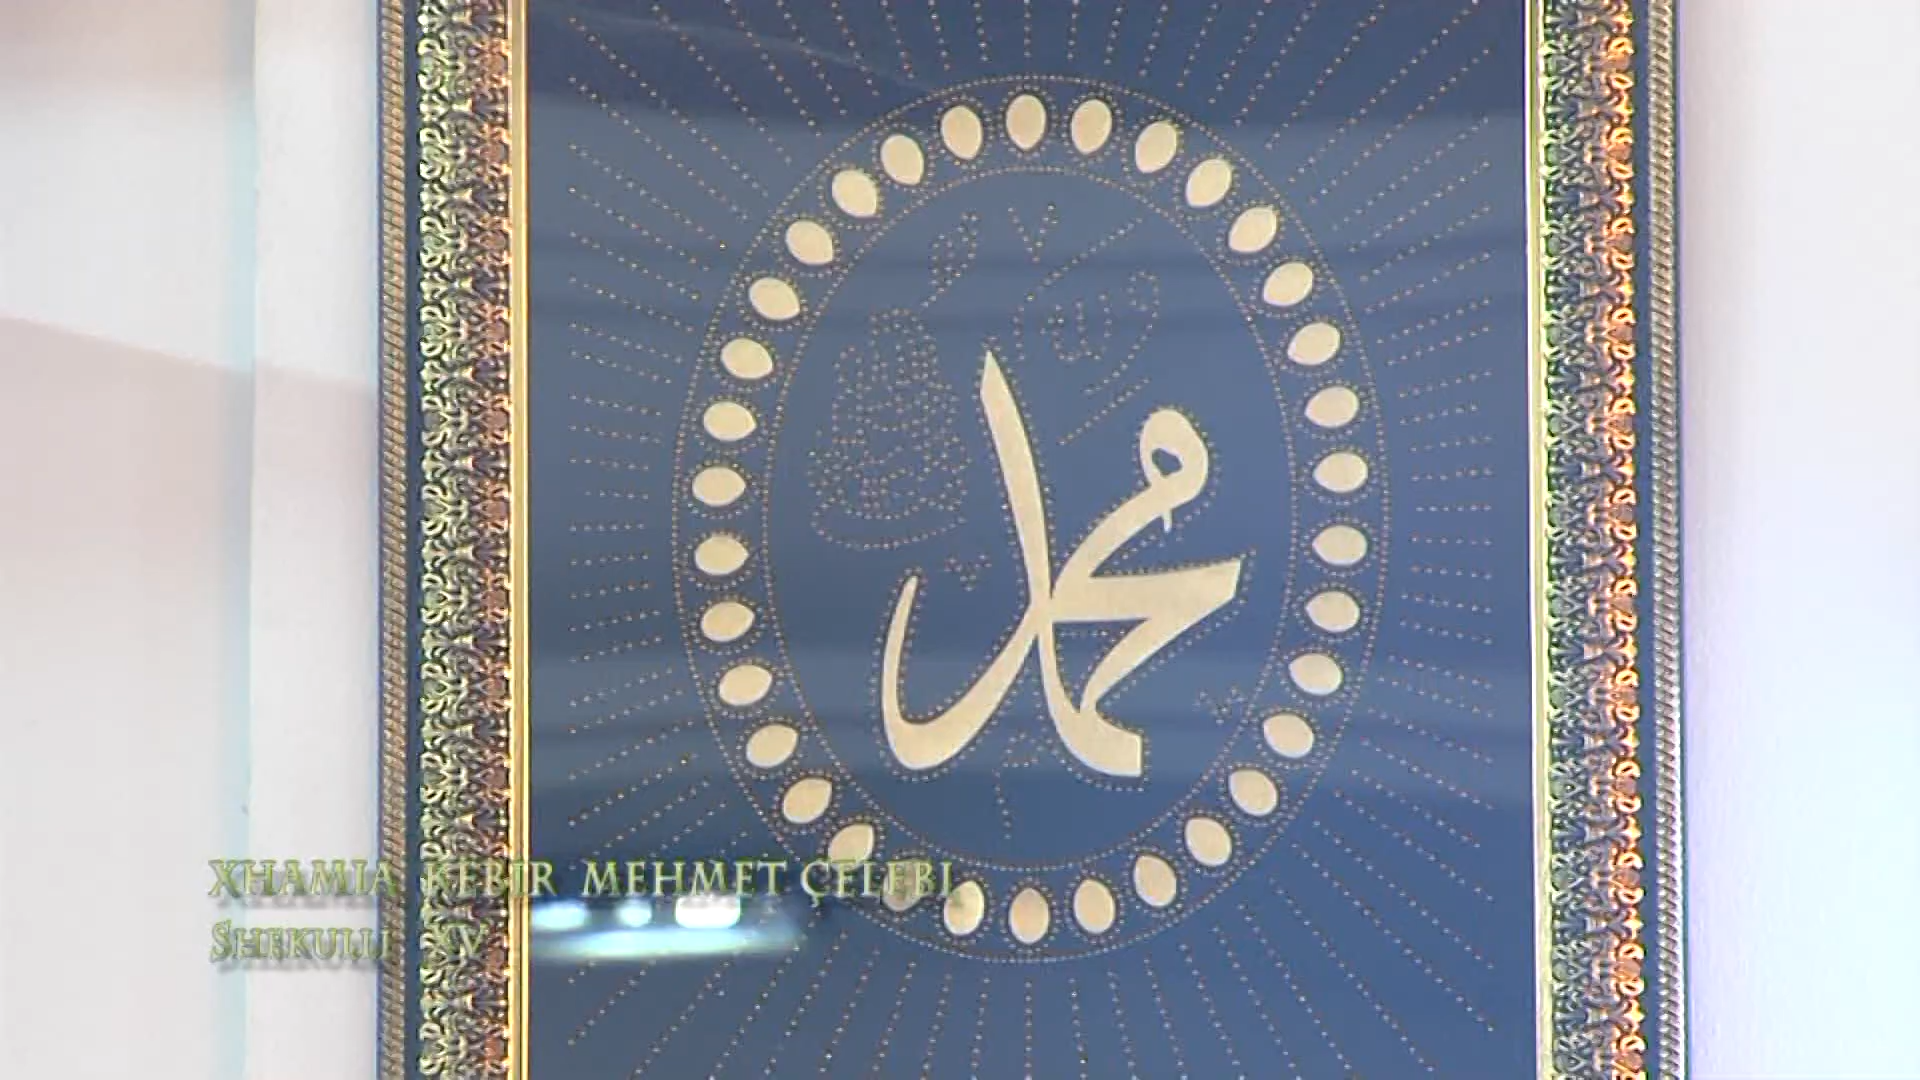 محمد
XHAMIA KEBIR MEHMET ÇELEBI
SHEKULLI XV